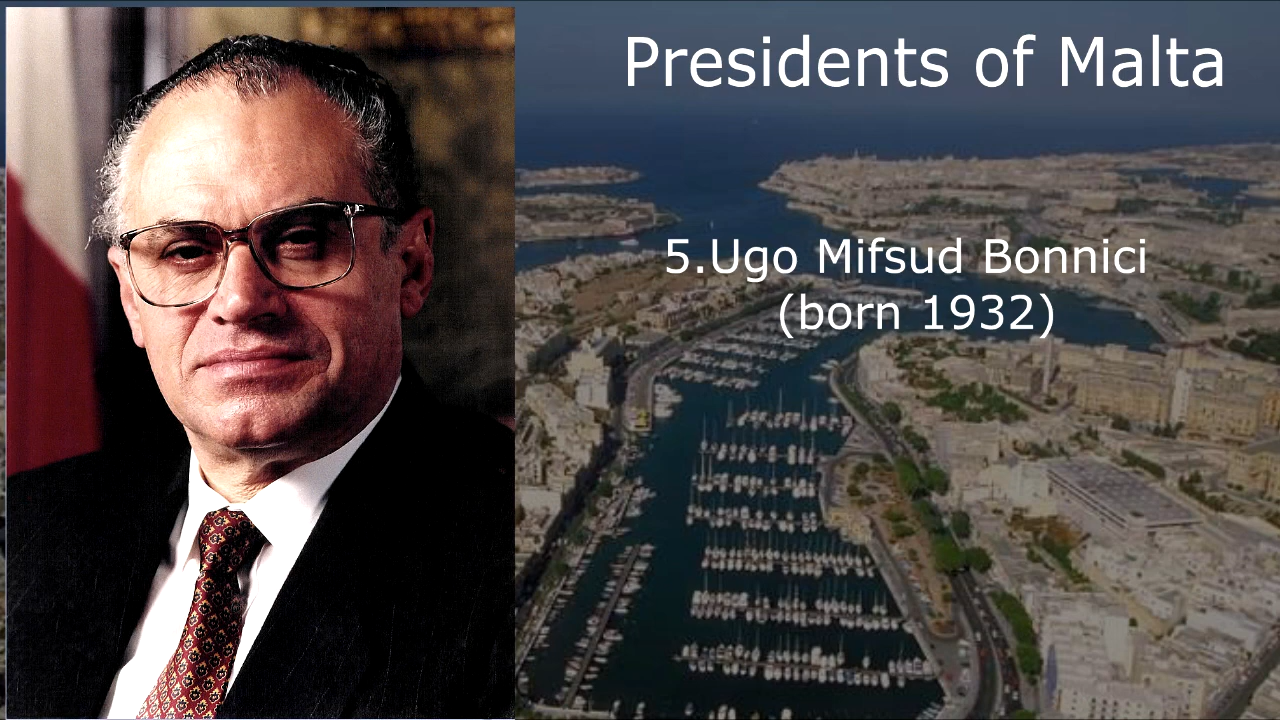 Presidents of Malta
5.Ugo Mifsud Bonnici
(born 1932)